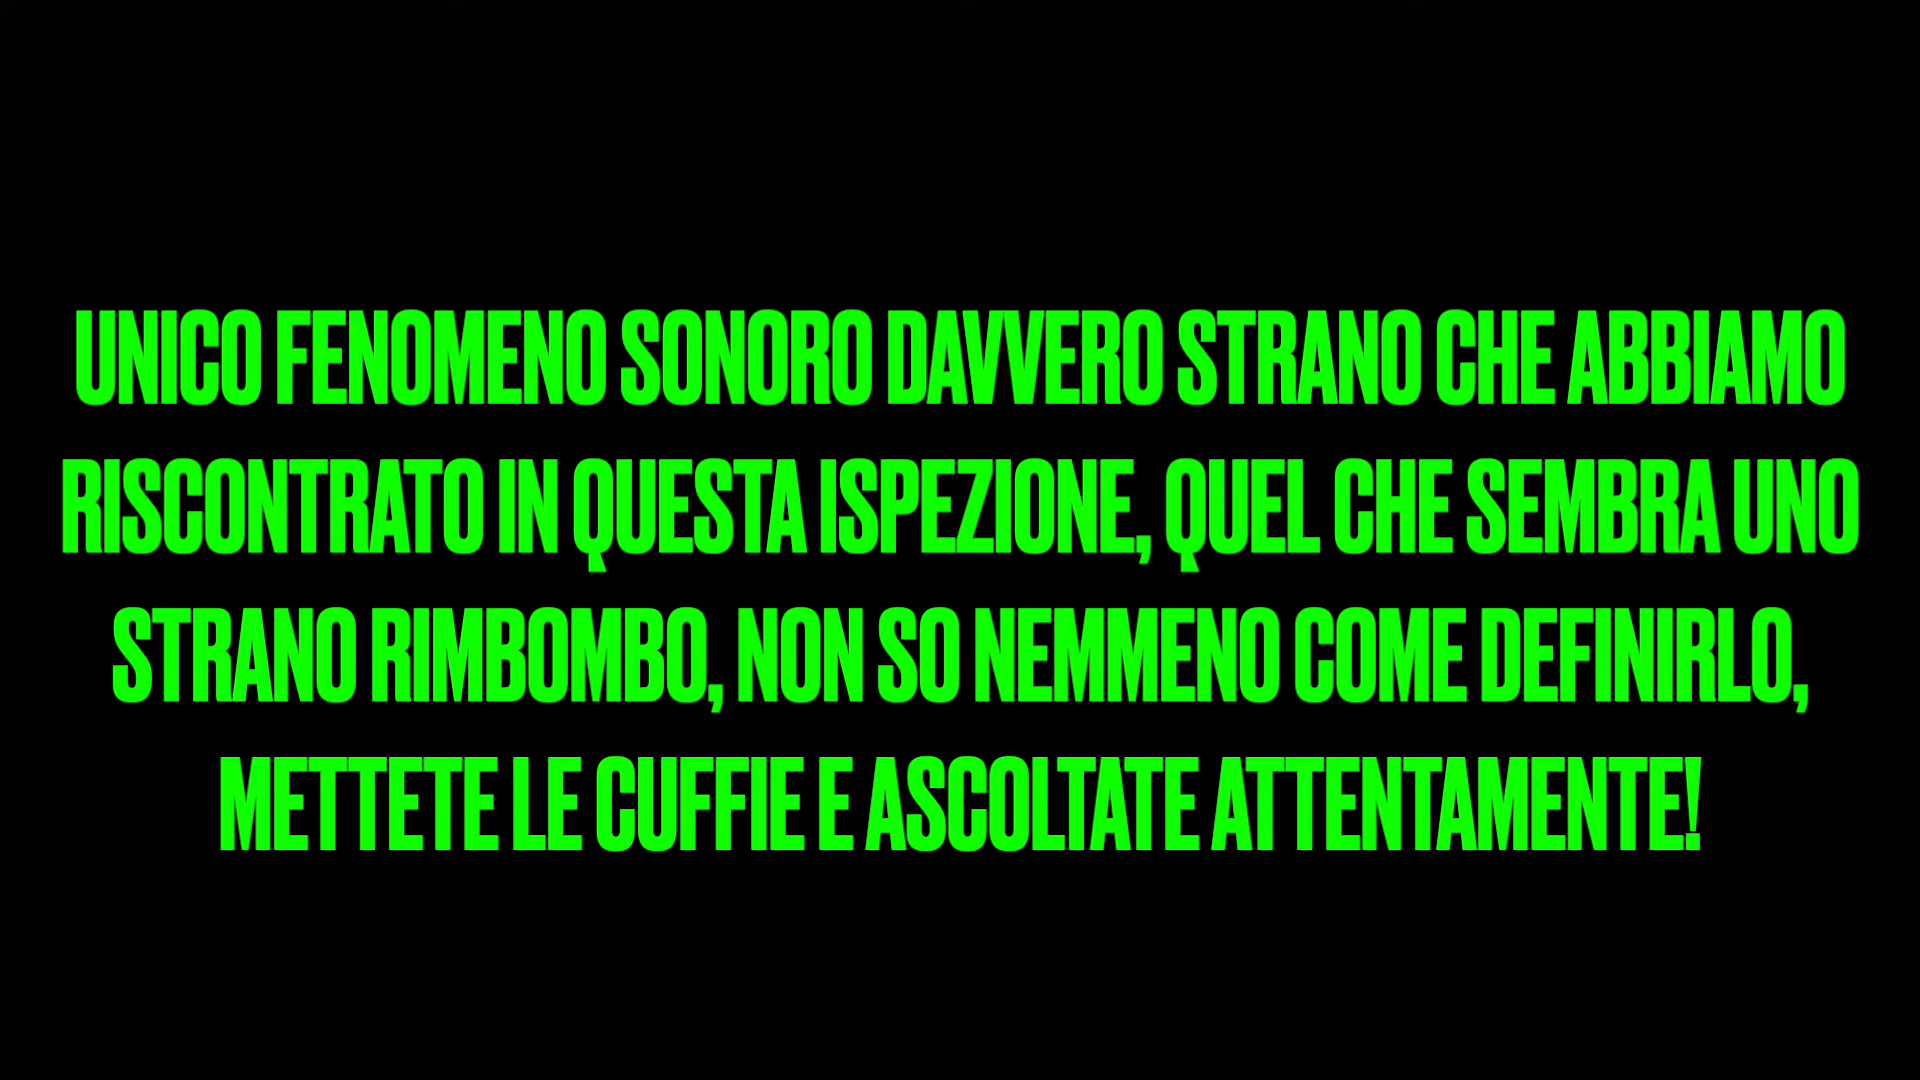 UNICO FENOMENO SONORO DAVVERO STRANO CHE ABBIAMO
RISCONTRATO IN QUESTA ISPEZIONE, QUEL CHE SEMBRA UNO
STRANO RIMBOMBO, NON SO NEMMENO COME DEFINIRLO,
METTETE LE CUFFIE E ASCOLTATE ATTENTAMENTE!